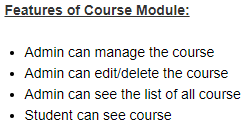 Features of Course Module:
• Admin can manage the course
• Admin can edit/delete the course
• Admin can see the list of all course
• Student can see course